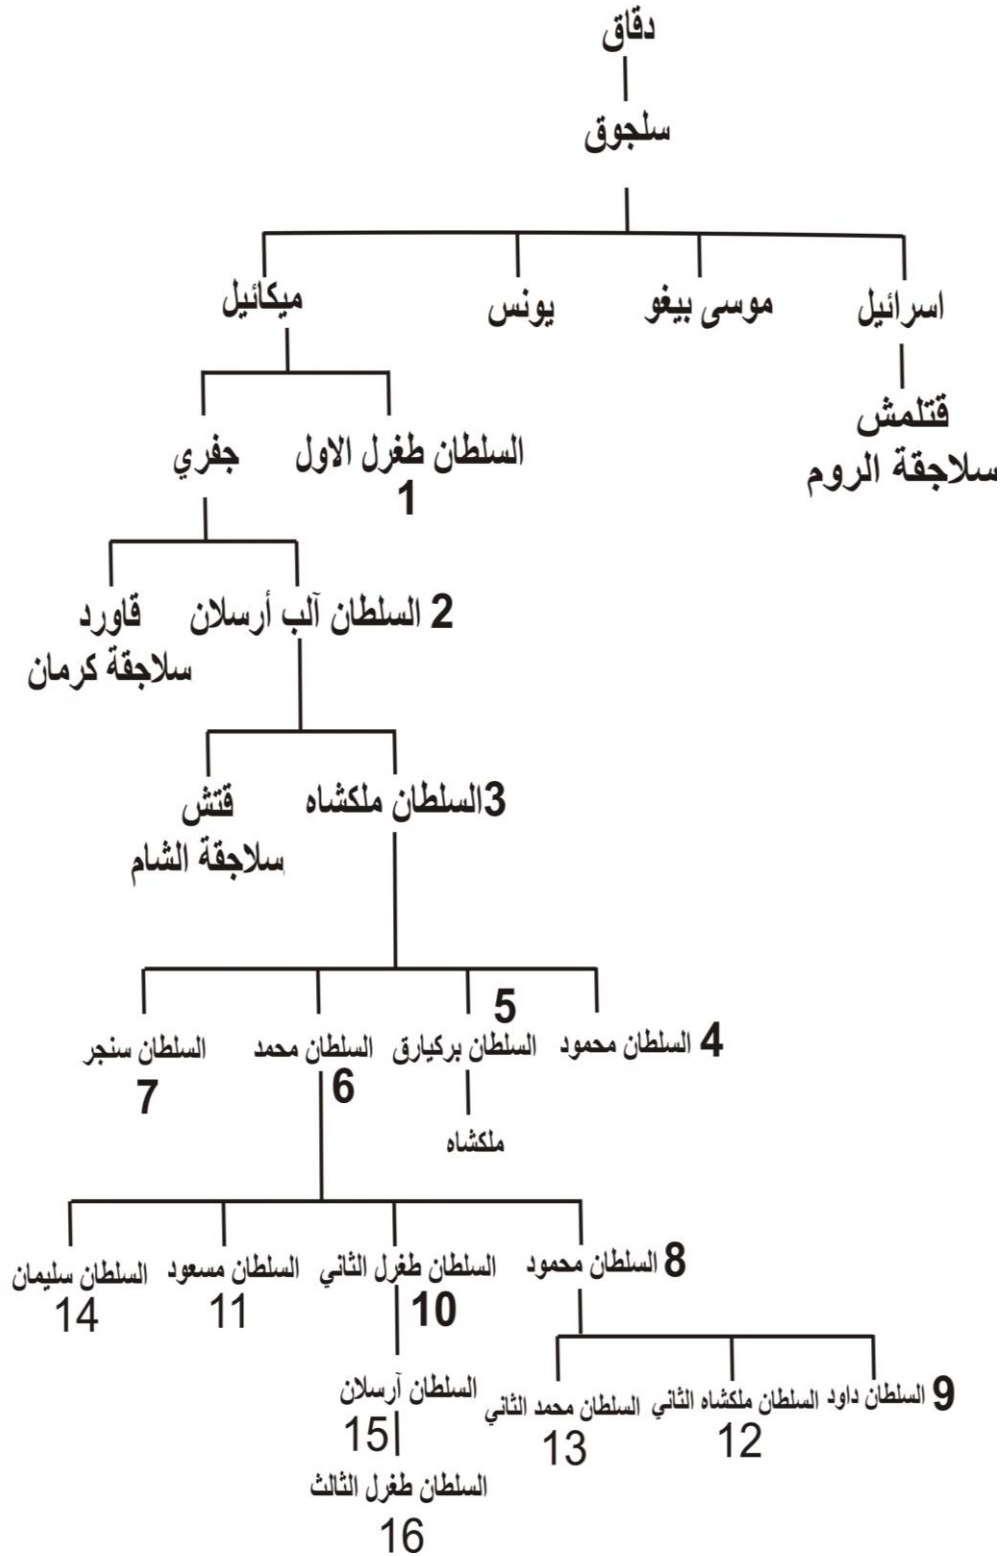 دقاق
سلجوق
اسرائيل
موسى بيغو
يونس
ميكائيل
قتلمش
سلاجقة الروم
السلطان طغرل الاول
1
جفري
2 السلطان آلب أرسلان
قاورد
سلاجقة كرمان
3 السلطان ملكشاه
قتش
سلاجقة الشام
4 السلطان محمود
5
السلطان بركيارق
السلطان محمد
6
السلطان سنجر
7
ملكشاه
8 السلطان محمود
السلطان طغرل الثاني
10
السلطان مسعود
11
السلطان سليمان
14
9 السلطان داود
السلطان ملكشاه الثاني
12
السلطان محمد الثاني
13
السلطان آرسلان
15
السلطان طغرل الثالث
16